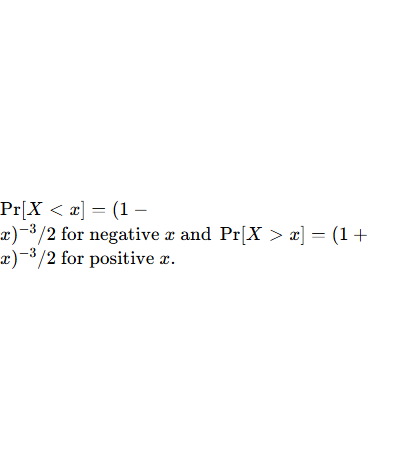 Pr[X < x] = (1 −
x)⁻³/2 for negative x and Pr[X > x] = (1 +
x)⁻³/2 for positive x.